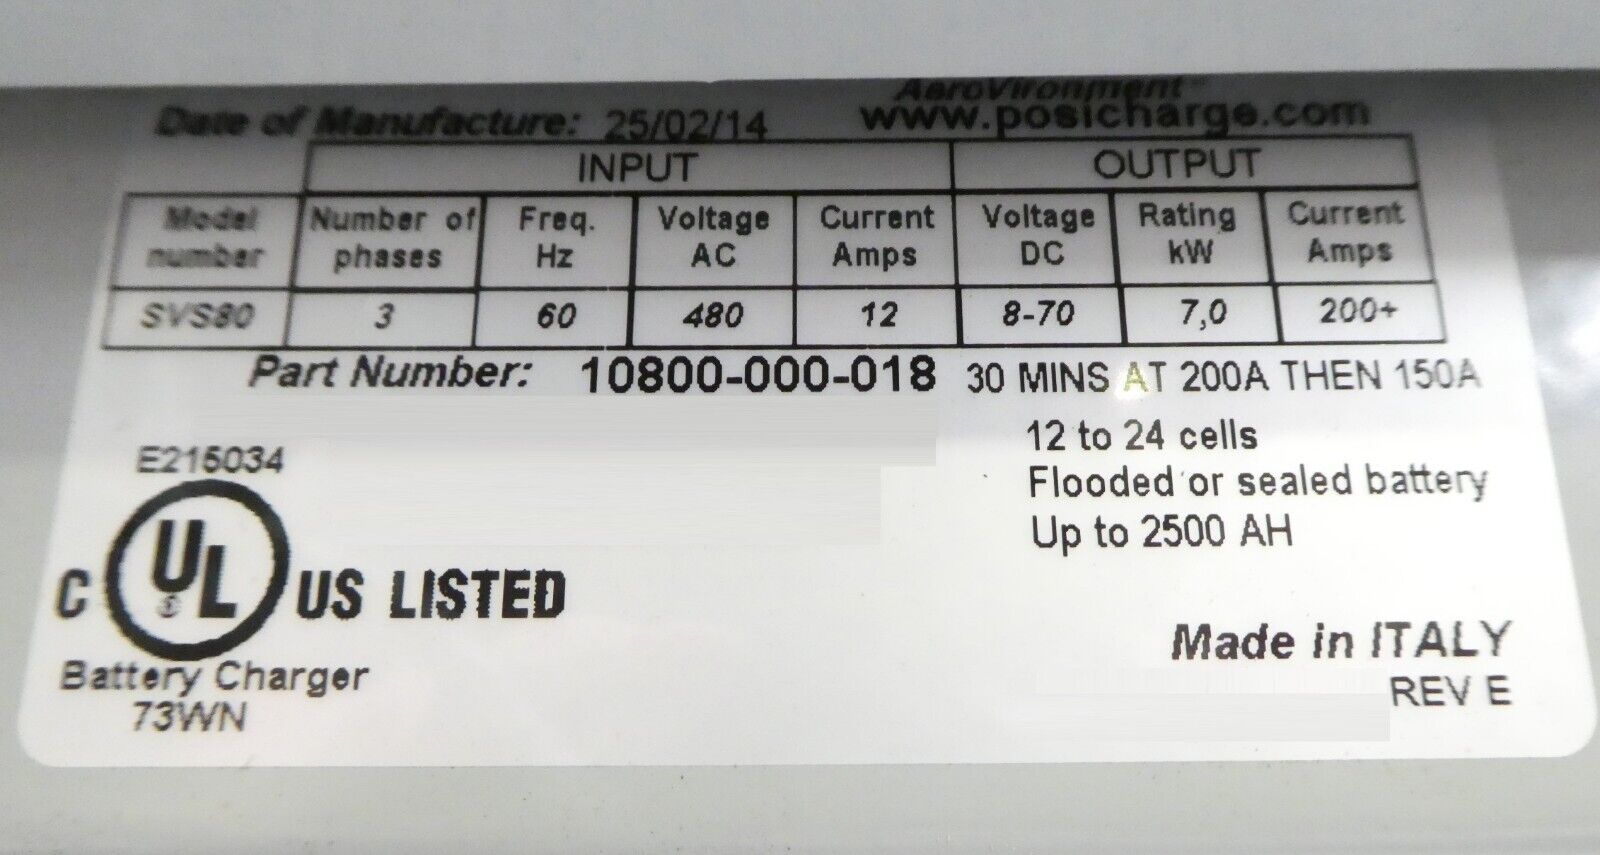 AeroVironment™
Date of Manufacture: 25/02/14 www.posicharge.com
INPUT OUTPUT
Model number Number of phases Freq. Hz Voltage AC Current Amps Voltage DC Rating kW Current Amps
SVS80 3 60 480 12 8-70 7,0 200+
Part Number: 10800-000-018 30 MINS AT 200A THEN 150A
12 to 24 cells
Flooded or sealed battery
Up to 2500 AH
E215034
C UL® US LISTED
Battery Charger
73WN
Made in ITALY
REV E